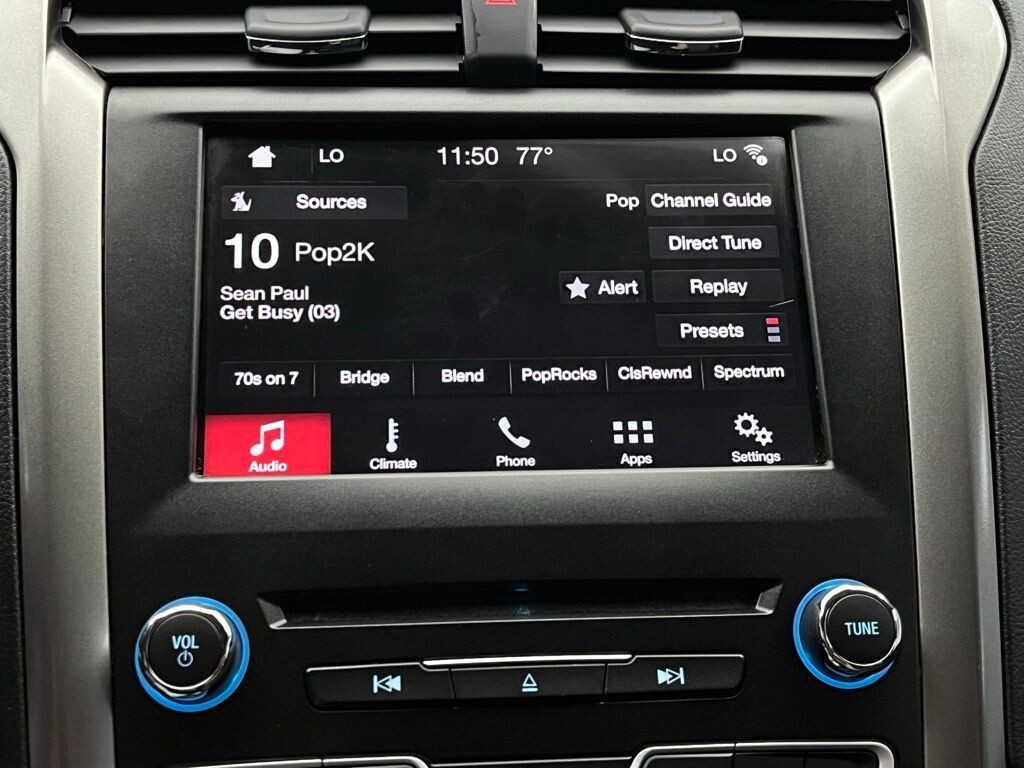 LO 11:50 77° LO
Sources Pop Channel Guide
10 Pop2K Direct Tune
Alert Replay
Sean Paul
Get Busy (03)
Presets
70s on 7 Bridge Blend PopRocks ClsRewnd Spectrum
Audio Climate Phone Apps Settings
VOL TUNE